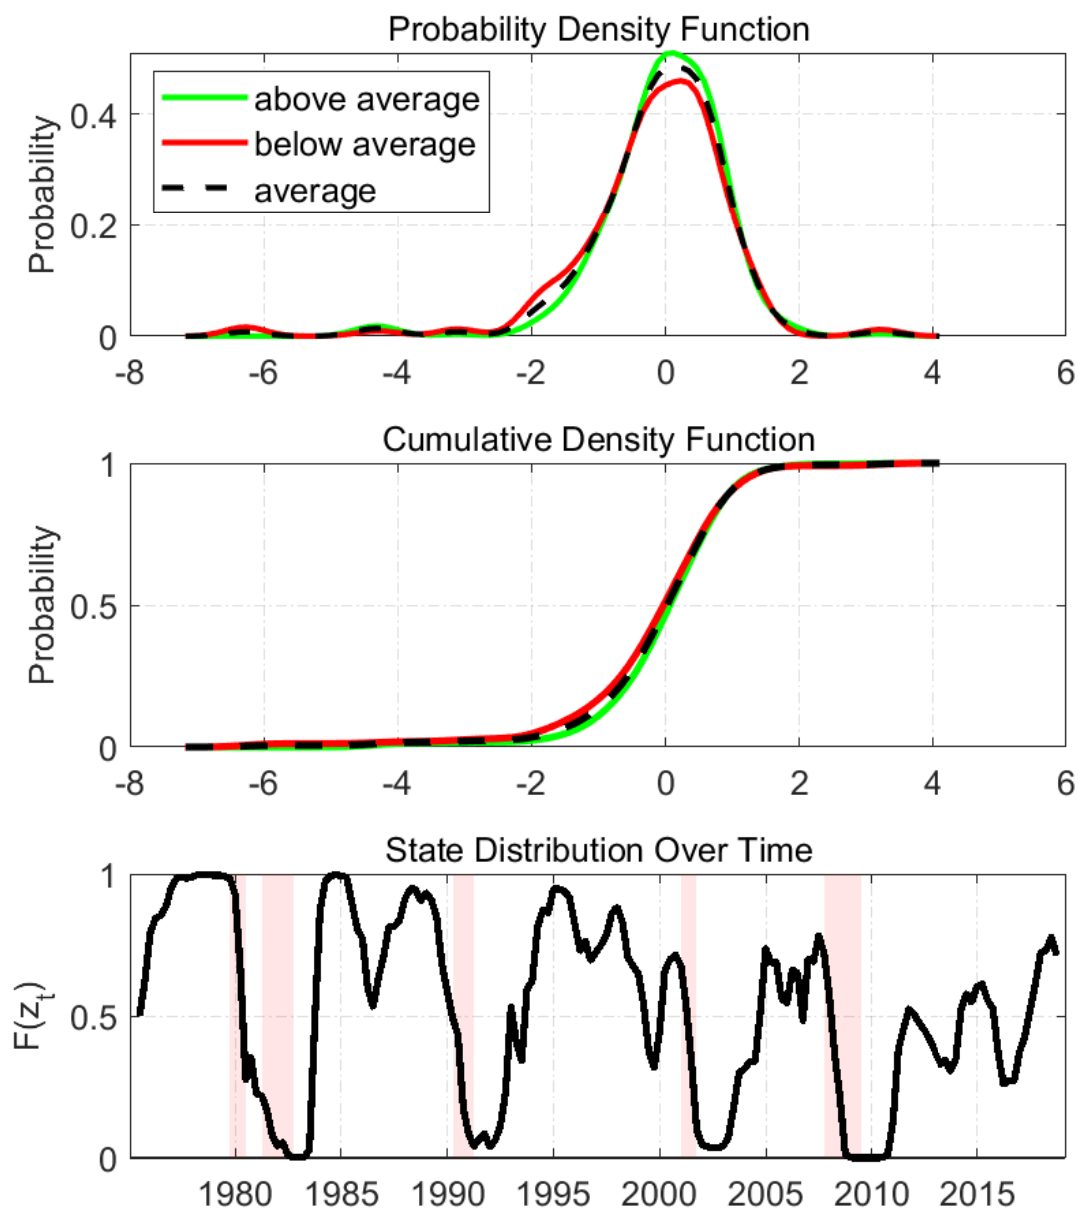 Probability Density Function
Probability
above average
below average
average
0.4
0.2
0
-8 -6 -4 -2 0 2 4 6
Cumulative Density Function
Probability
1
0.5
0
-8 -6 -4 -2 0 2 4 6
State Distribution Over Time
F(z_t)
1
0.5
0
1980 1985 1990 1995 2000 2005 2010 2015